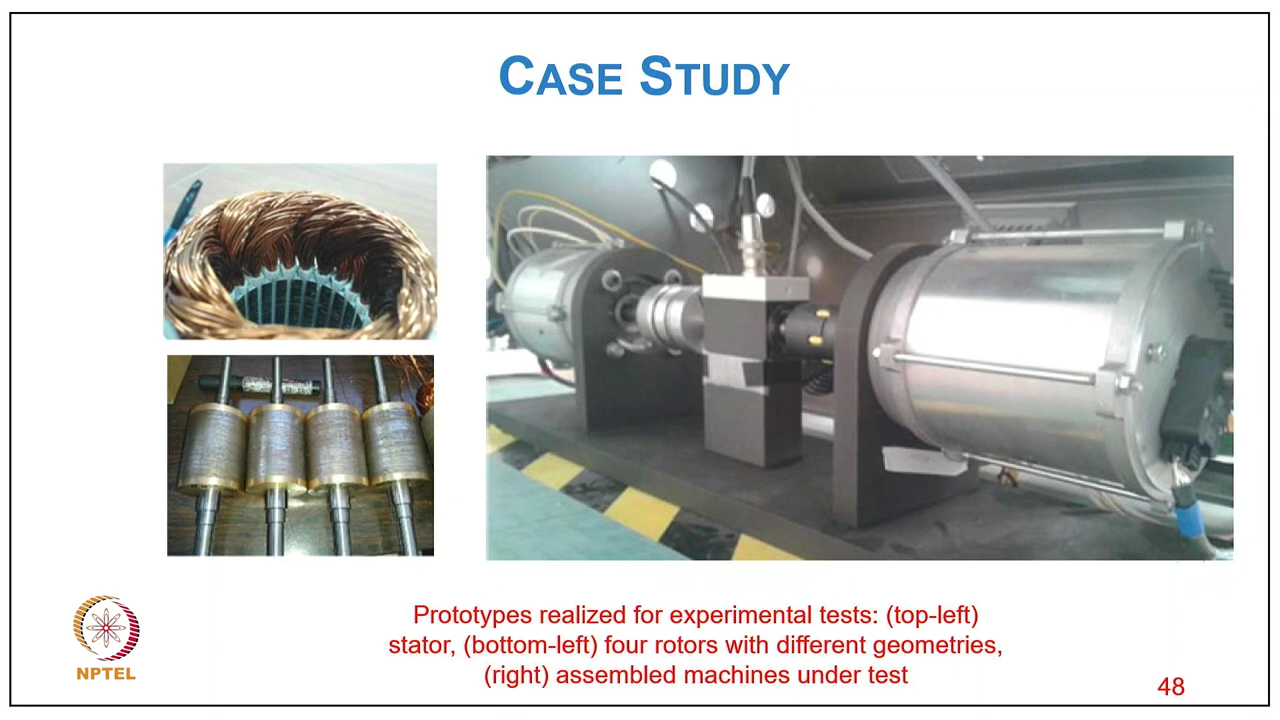 CASE STUDY
Prototypes realized for experimental tests: (top-left)
stator, (bottom-left) four rotors with different geometries,
(right) assembled machines under test
NPTEL
48